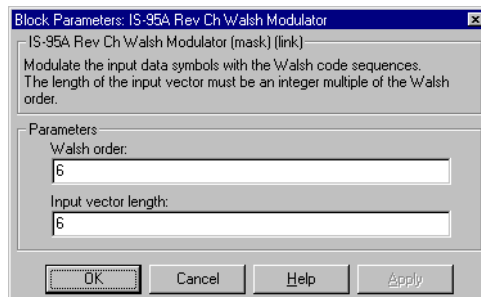 Block Parameters: IS-95A Rev Ch Walsh Modulator
IS-95A Rev Ch Walsh Modulator (mask) (link)
Modulate the input data symbols with the Walsh code sequences.
The length of the input vector must be an integer multiple of the Walsh
order.
Parameters
Walsh order:
6
Input vector length:
6
OK Cancel Help Apply